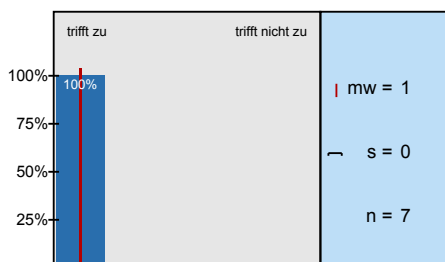 trifft zu trifft nicht zu
100%
100%
mw = 1
75%
s = 0
50%
n = 7
25%